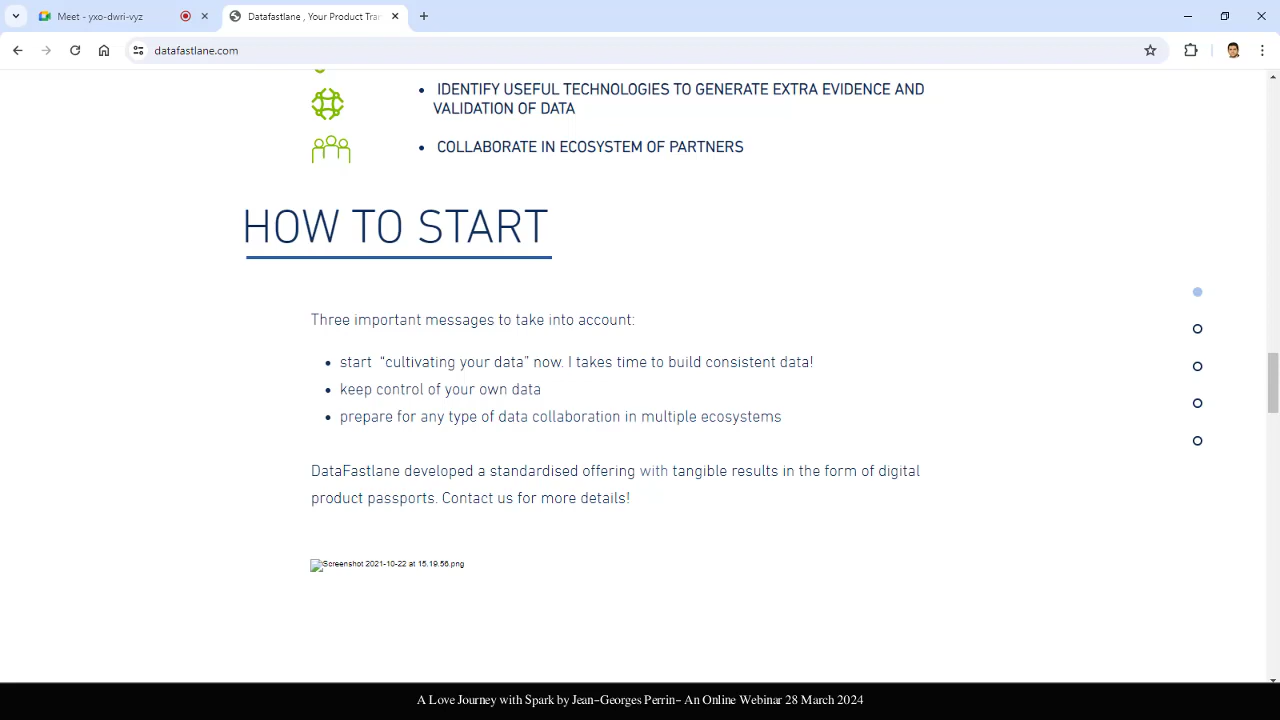 Meet - yxo-dwri-vyz
Datafastlane , Your Product Tra
datafastlane.com
• IDENTIFY USEFUL TECHNOLOGIES TO GENERATE EXTRA EVIDENCE AND
VALIDATION OF DATA
• COLLABORATE IN ECOSYSTEM OF PARTNERS
HOW TO START
Three important messages to take into account:
• start “cultivating your data” now. I takes time to build consistent data!
• keep control of your own data
• prepare for any type of data collaboration in multiple ecosystems
DataFastlane developed a standardised offering with tangible results in the form of digital
product passports. Contact us for more details!
Screenshot 2021-10-22 at 15.19.56.png
A Love Journey with Spark by Jean-Georges Perrin- An Online Webinar 28 March 2024